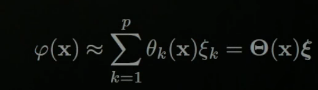 φ(x) ≈ ∑_{k=1}^{p} θ_k(x)ξ_k = Θ(x)ξ